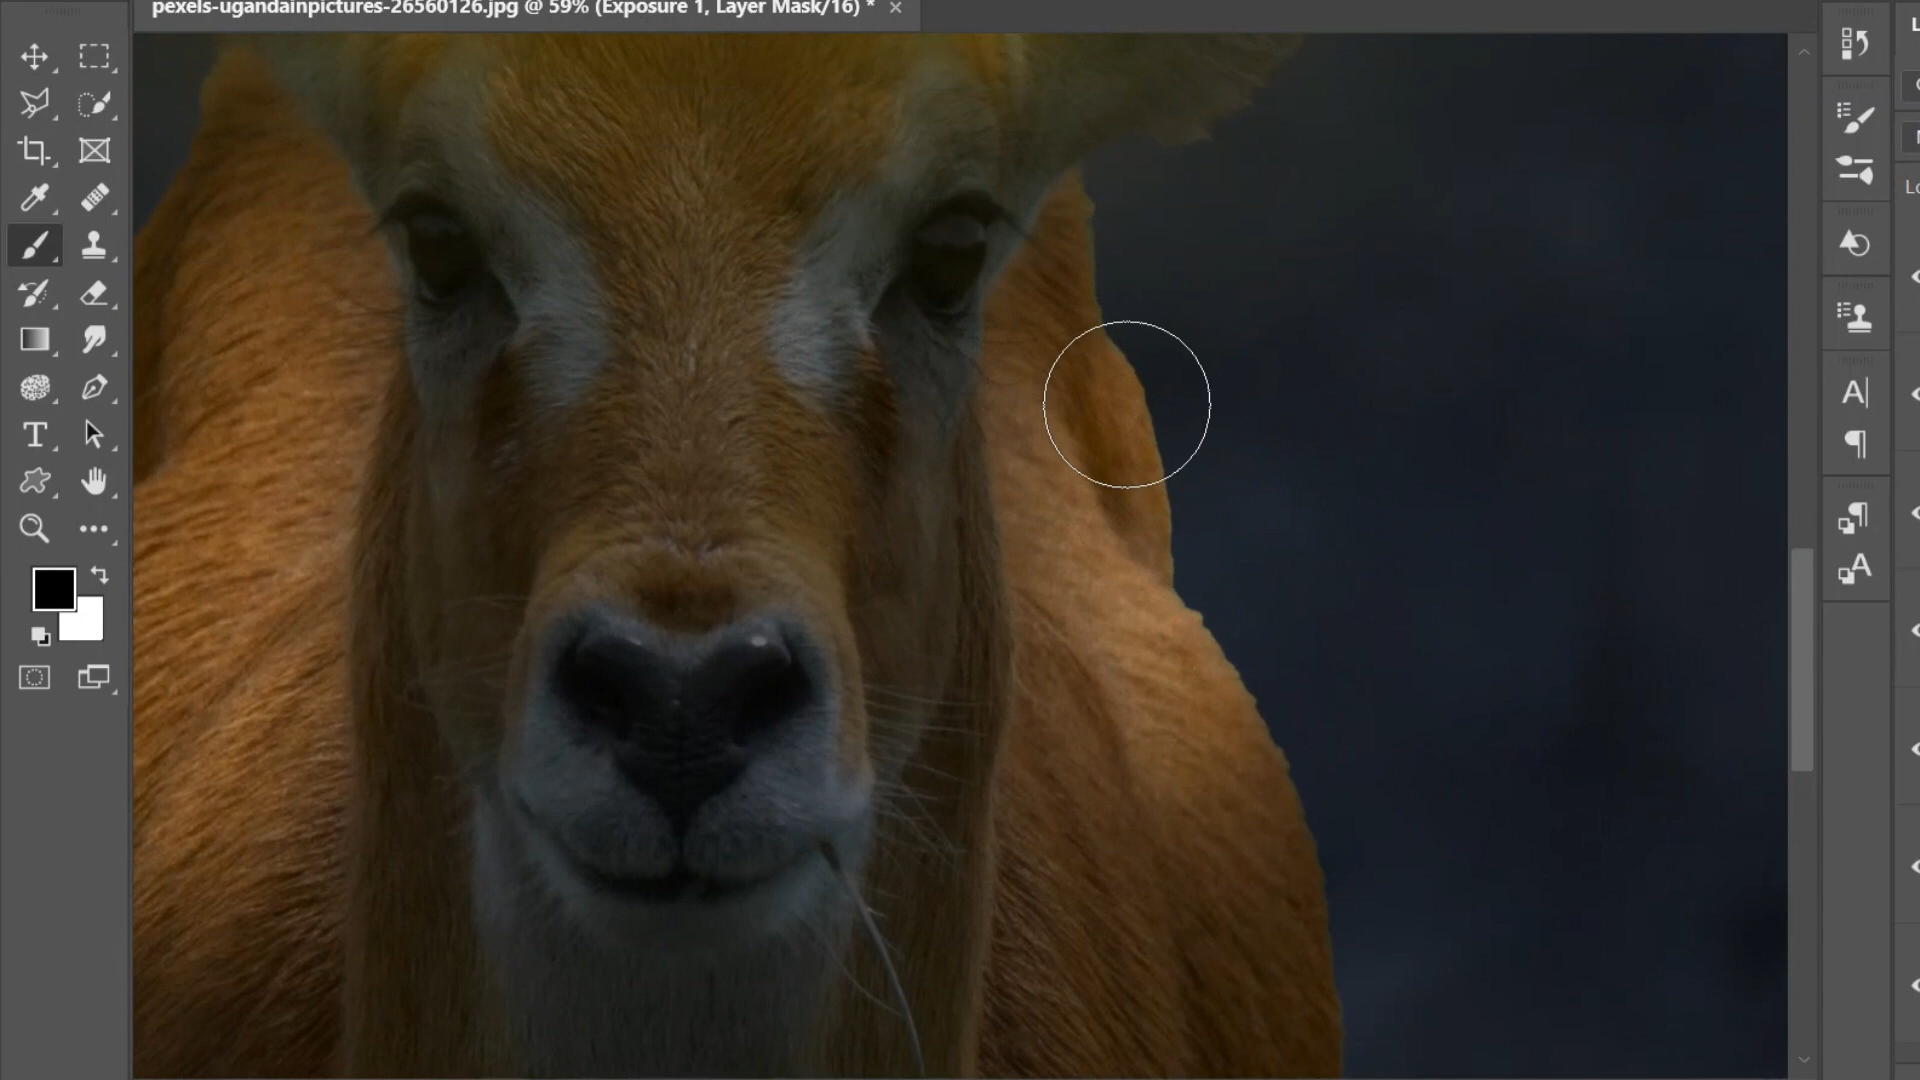 pexels-ugandainpictures-26560126.jpg @ 59% (Exposure 1, Layer Mask/16) *